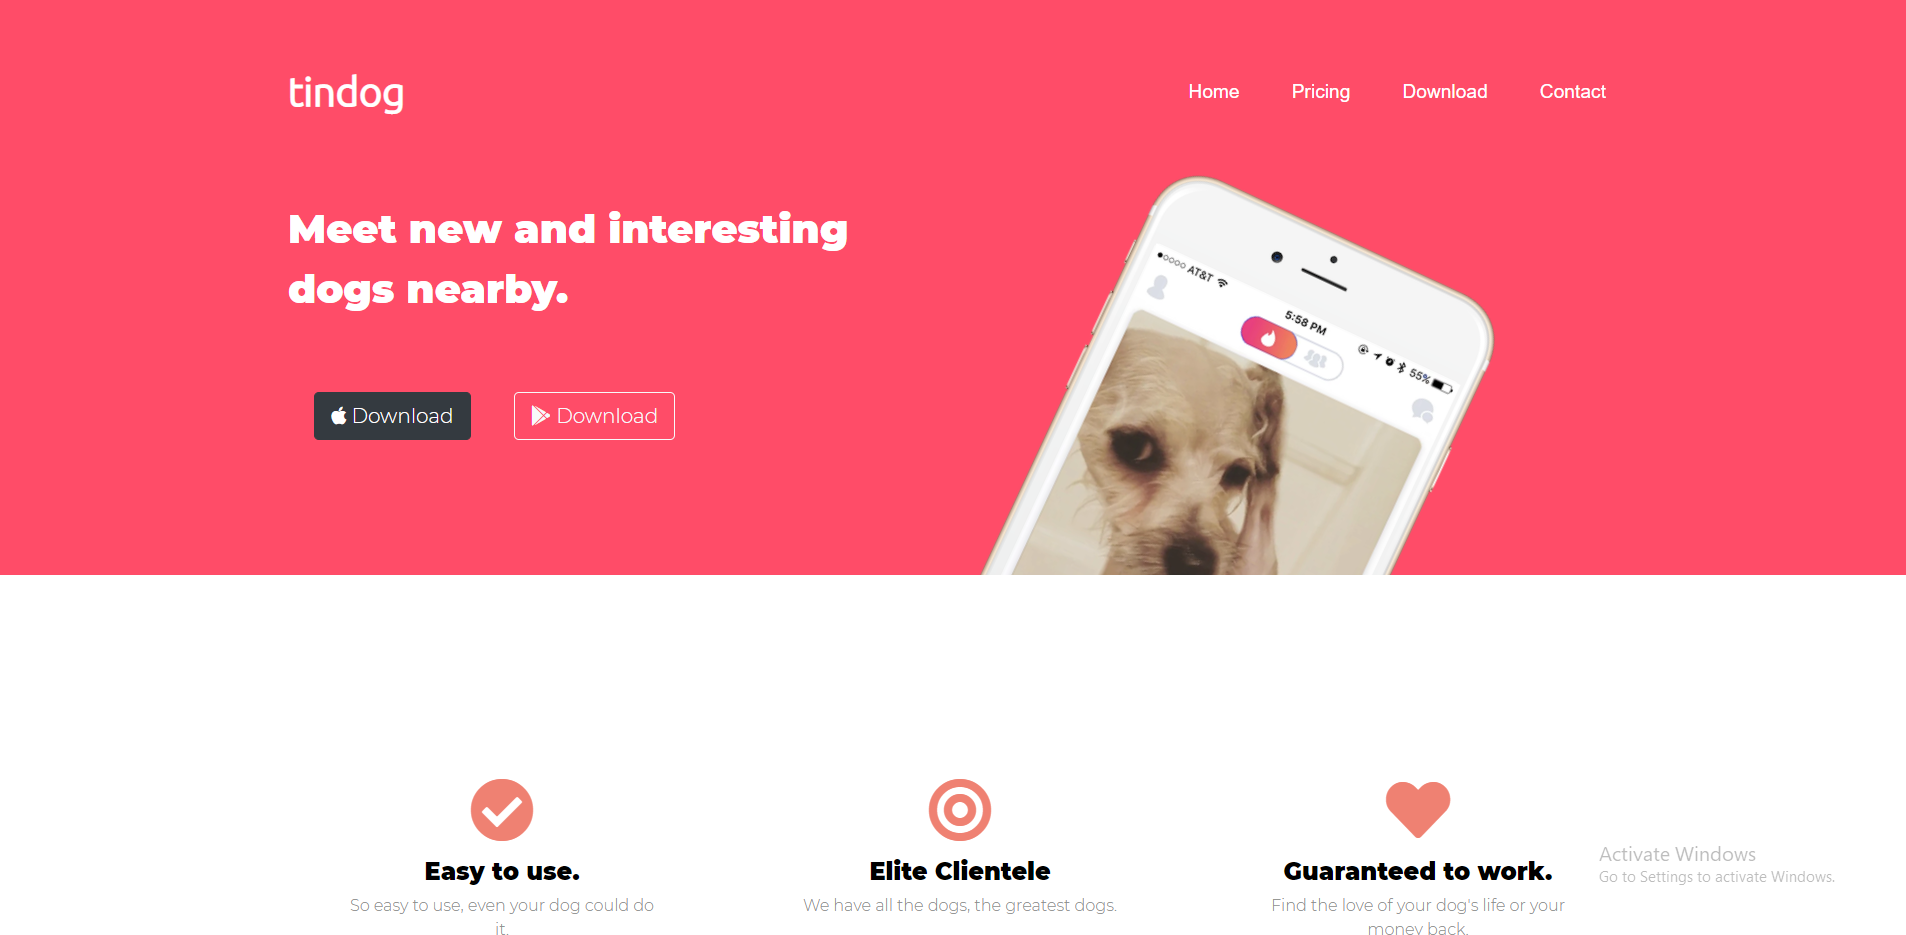 tindog
Home Pricing Download Contact
Meet new and interesting
dogs nearby.
AT&T
5:58 PM
55%
Download Download
Easy to use.
So easy to use, even your dog could do
it.
Elite Clientele
We have all the dogs, the greatest dogs.
Guaranteed to work.
Find the love of your dog's life or your
money back.
Activate Windows
Go to Settings to activate Windows.